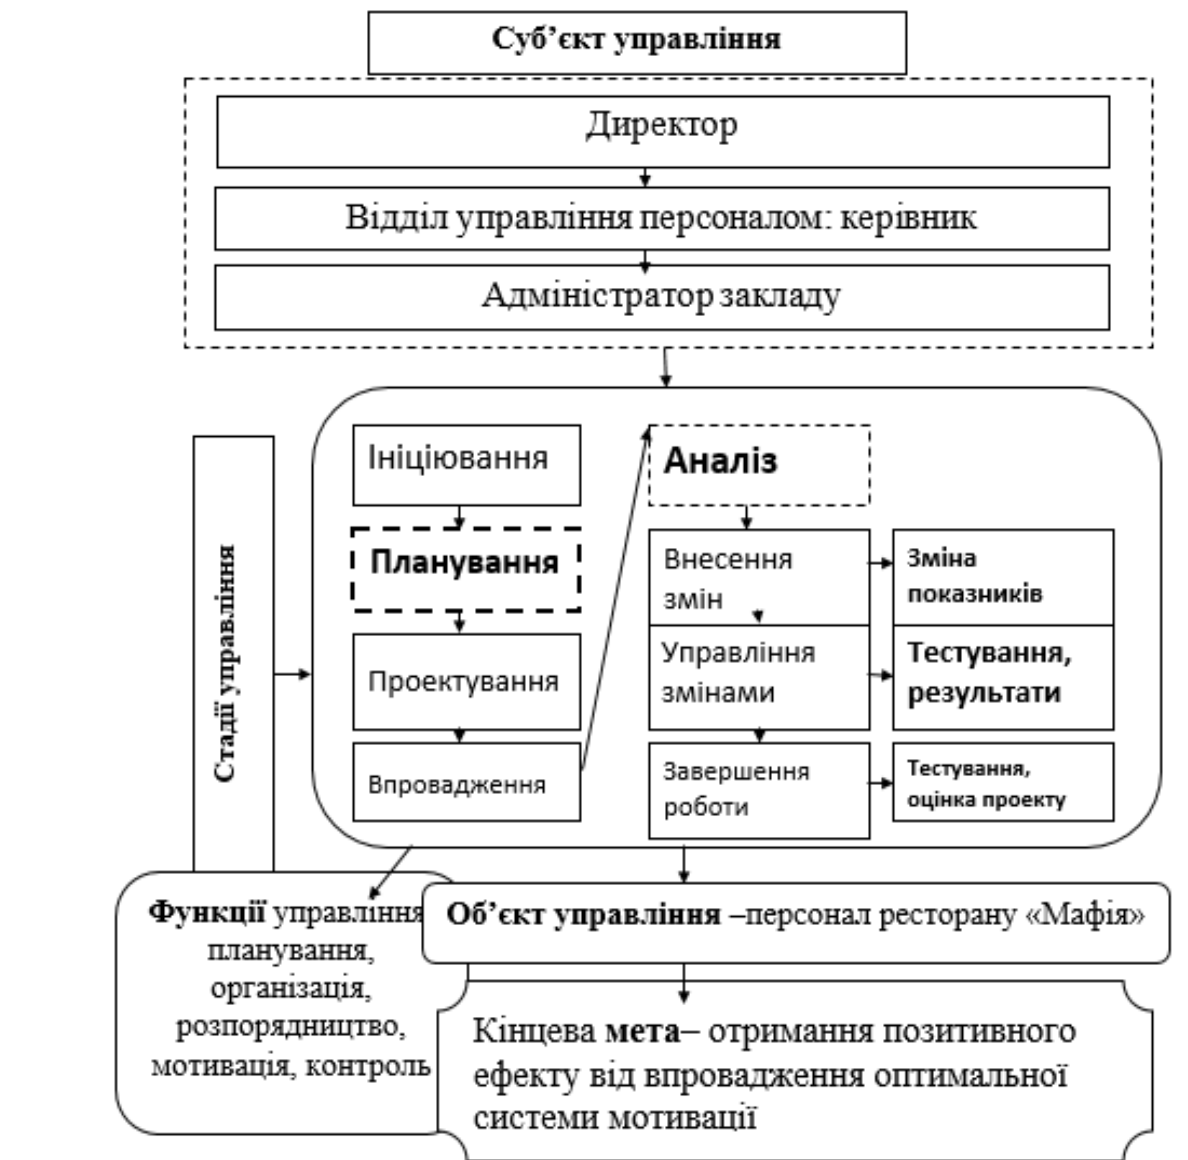 Суб’єкт управління
Директор
Відділ управління персоналом: керівник
Адміністратор закладу
Стадії управління
Ініціювання
Планування
Проектування
Впровадження
Аналіз
Внесення
змін
Управління
змінами
Завершення
роботи
Зміна
показників
Тестування,
результати
Тестування,
оцінка проекту
Функції управління
планування,
організація,
розпорядництво,
мотивація, контроль
Об’єкт управління –персонал ресторану «Мафія»
Кінцева мета– отримання позитивного
ефекту від впровадження оптимальної
системи мотивації